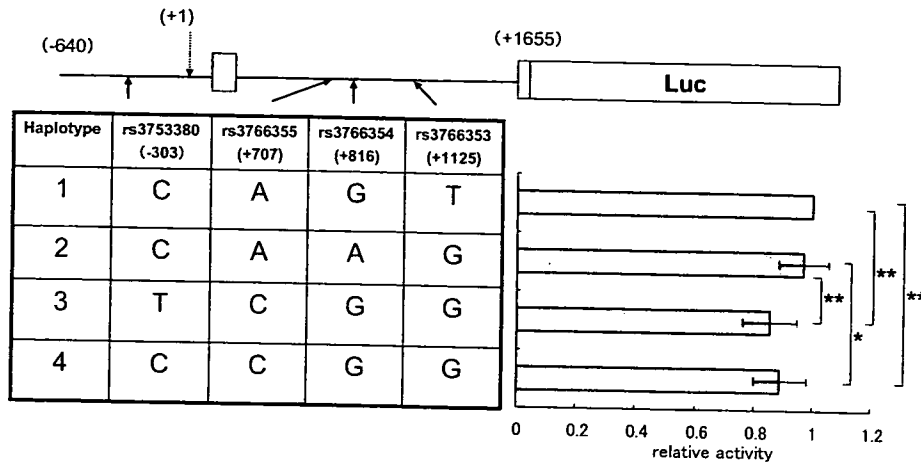 (+1)
(-640)
(+1655)
Luc
Haplotype rs3753380 rs3766355 rs3766354 rs3766353
(-303) (+707) (+816) (+1125)
1 C A G T
2 C A A G
3 T C G G
4 C C G G
** ** ** *
0 0.2 0.4 0.6 0.8 1 1.2
relative activity